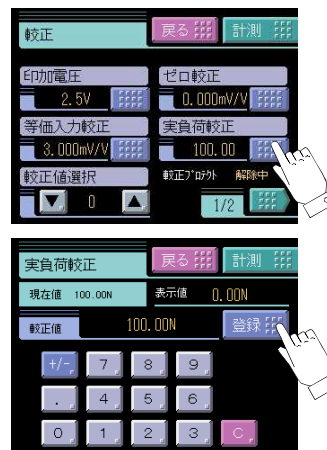 較正 戻る 計測
印加電圧 ゼロ較正
2.5V 0.000mV/V
等価入力較正 実負荷較正
3.000mV/V 100.00
較正値選択 較正プロテクト 解除中
▼ 0 ▲ 1/2
実負荷較正 戻る 計測
現在値 100.00N 表示値 0.00N
較正値 100.00N 登録
+/- 7 8 9
. 4 5 6
0 1 2 3 C